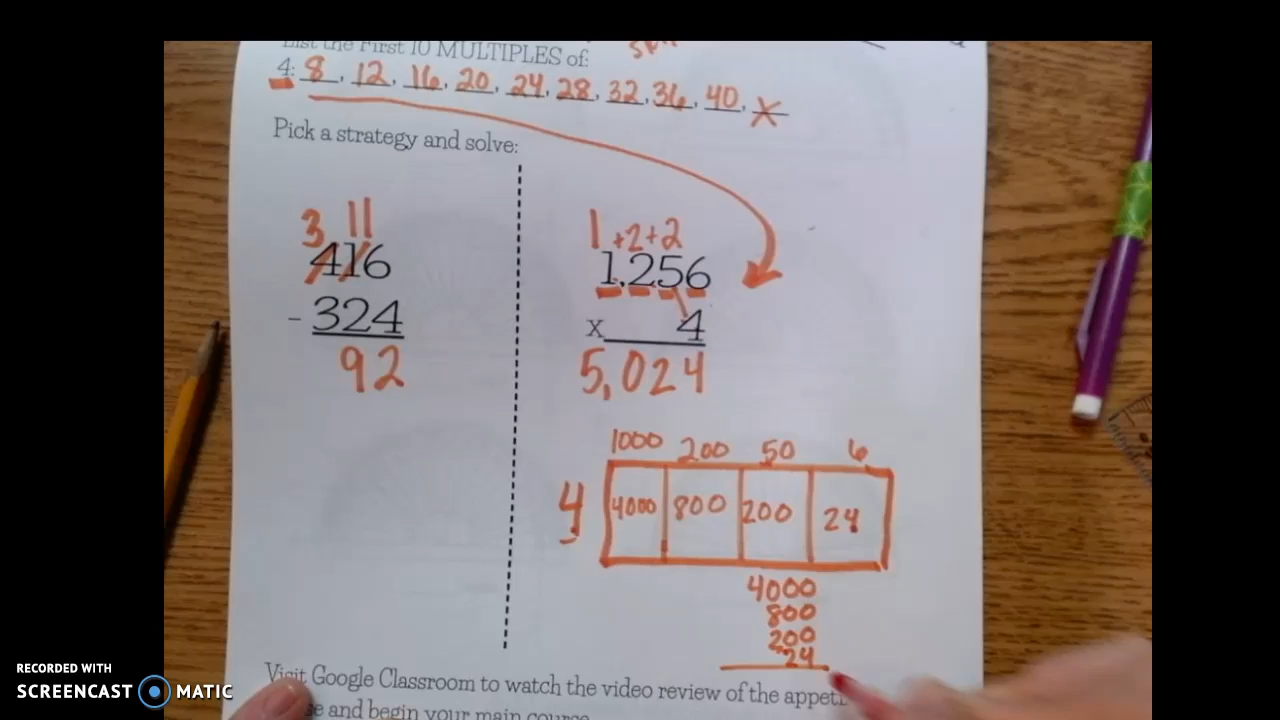 List the First 10 MULTIPLES of:
4: 8, 12, 16, 20, 24, 28, 32, 36, 40, X
Pick a strategy and solve:
3 11
416
- 324
92
1 +2 +2
1,256
x 4
5,024
1000 200 50 6
4 4000 800 200 24
4000
800
200
24
Visit Google Classroom to watch the video review of the
and begin your main course
RECORDED WITH
SCREENCAST MATIC